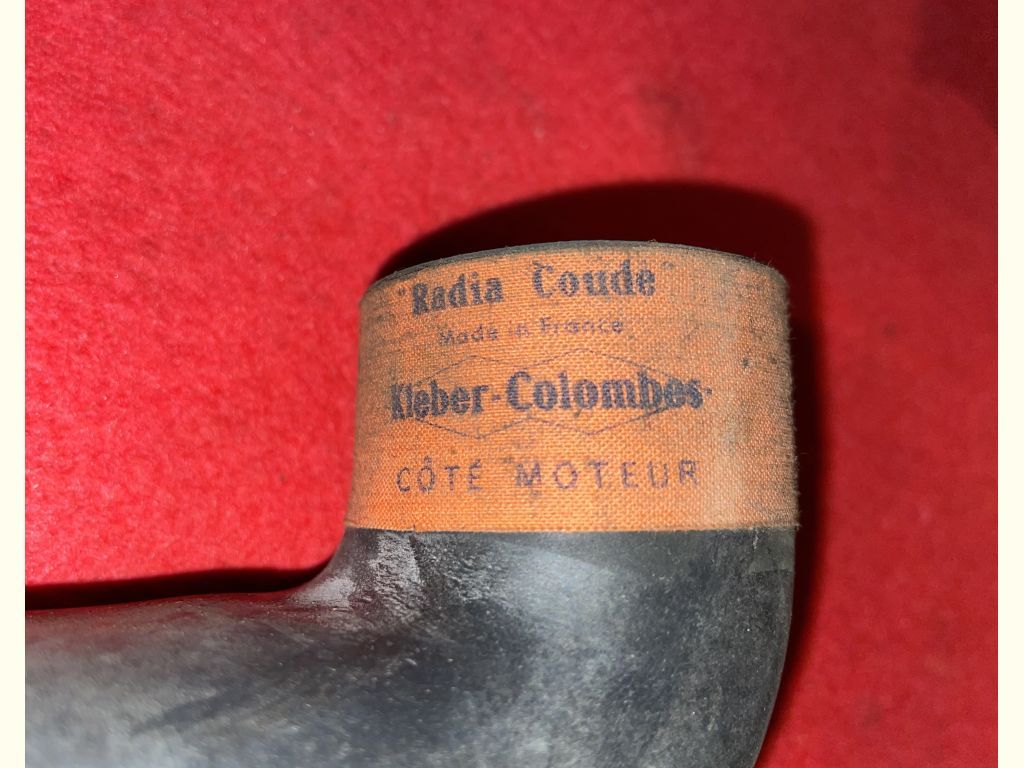 "Radia Coude"
Made in France
Kleber-Colombes
CÔTÉ MOTEUR